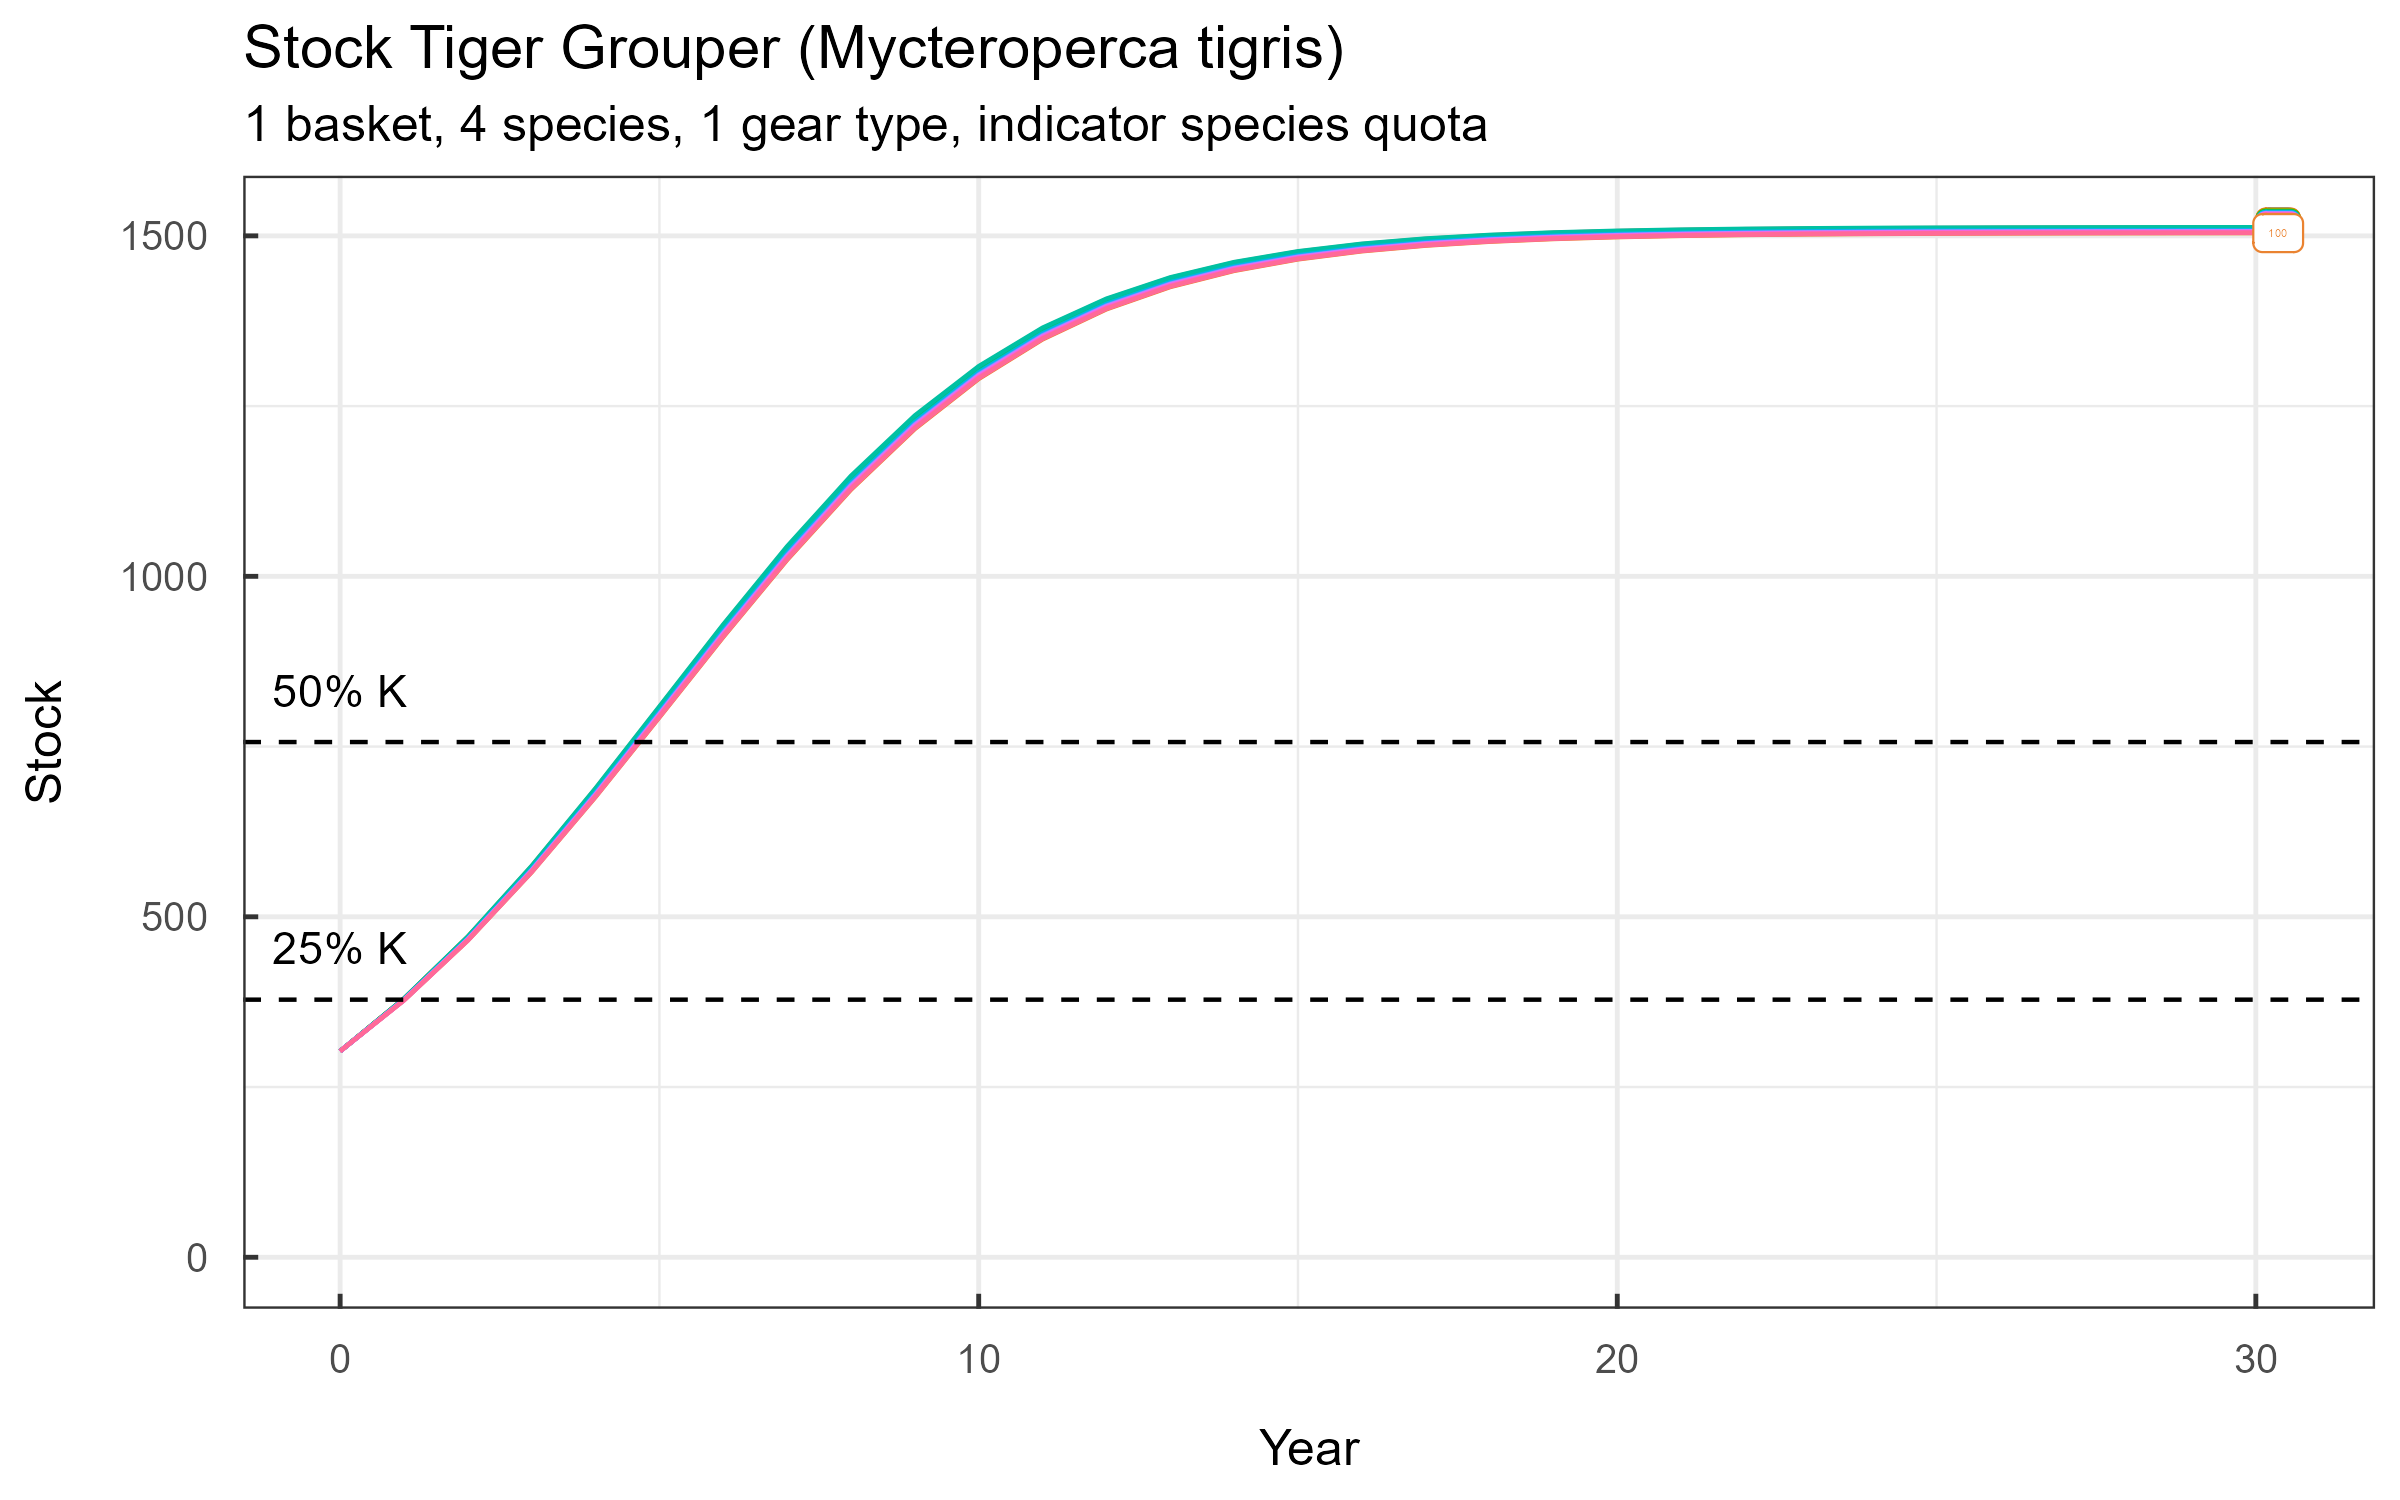 Stock Tiger Grouper (Mycteroperca tigris)
1 basket, 4 species, 1 gear type, indicator species quota
1500
100
1000
50% K
Stock
500
25% K
0
0
10
20
30
Year